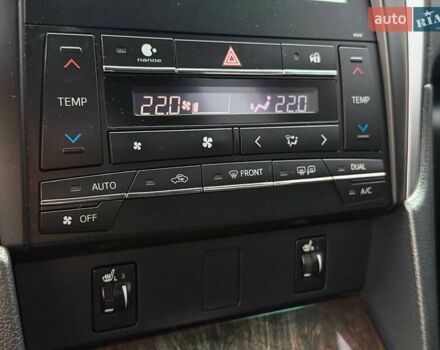 auto RIA
nanoe
TEMP
22.0
22.0
TEMP
AUTO
FRONT
DUAL
OFF
A/C
L